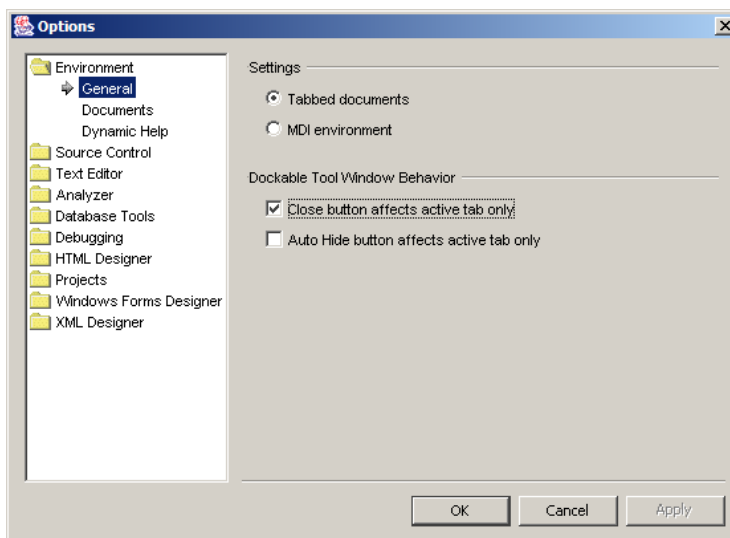 Options
Environment
General
Documents
Dynamic Help
Source Control
Text Editor
Analyzer
Database Tools
Debugging
HTML Designer
Projects
Windows Forms Designer
XML Designer
Settings
Tabbed documents
MDI environment
Dockable Tool Window Behavior
Close button affects active tab only
Auto Hide button affects active tab only
OK
Cancel
Apply